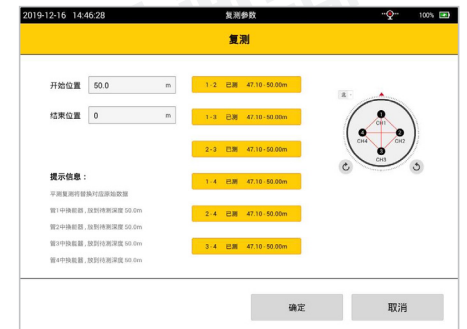 2019-12-16 14:46:28 复测参数 100%
复测
开始位置 50.0 m
结束位置 0 m
1-2 已测 47.10-50.00m
1-3 已测 47.10-50.00m
2-3 已测 47.10-50.00m
1-4 已测 47.10-50.00m
2-4 已测 47.10-50.00m
3-4 已测 47.10-50.00m
北
1
CH1
4
CH4
2
CH2
3
CH3
提示信息：
平测复测将替换对应原始数据
管1中换能器，放到待测深度 50.0m
管2中换能器，放到待测深度 50.0m
管3中换能器，放到待测深度 50.0m
管4中换能器，放到待测深度 50.0m
确定 取消